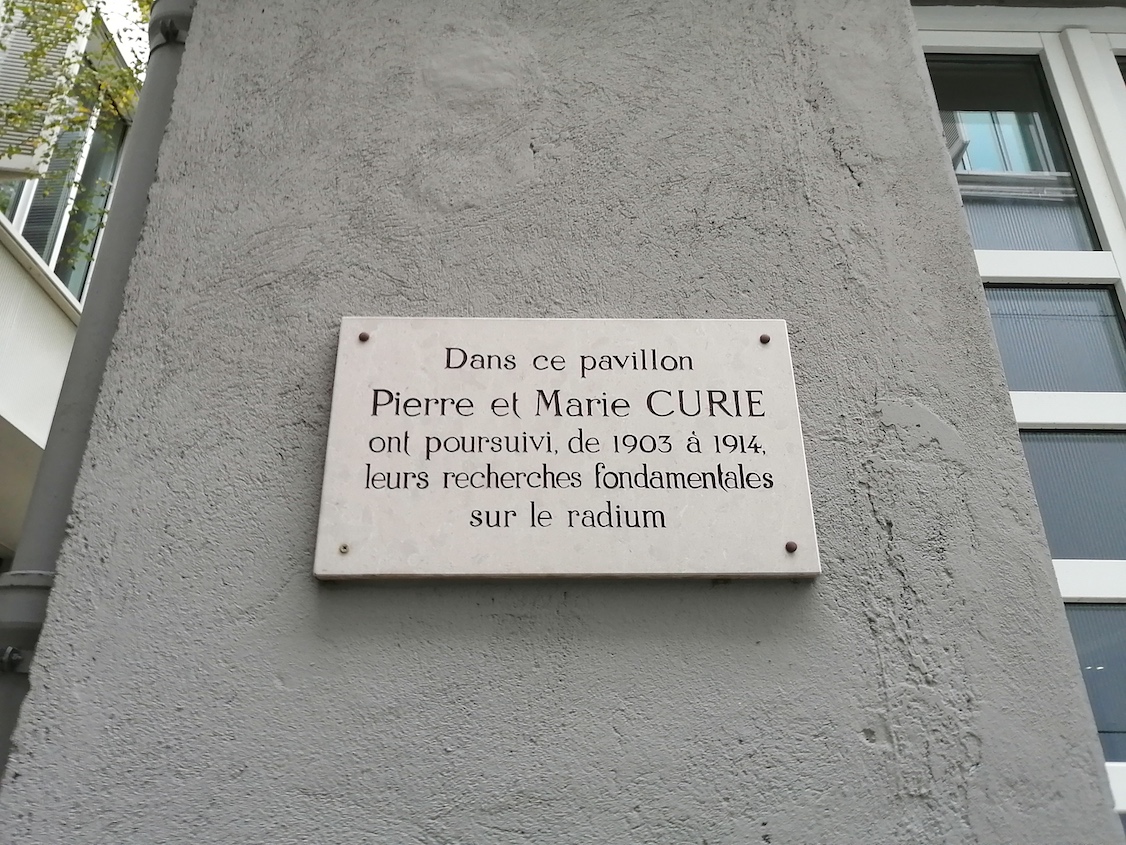 Dans ce pavillon
Pierre et Marie CURIE
ont poursuivi, de 1903 à 1914,
leurs recherches fondamentales
sur le radium